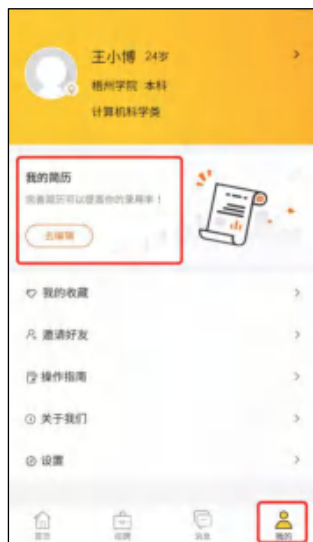 王小博 24岁
梧州学院 本科
计算机科学类
我的简历
完善简历可以提高你的录用率！
去编辑
我的收藏
邀请好友
操作指南
关于我们
设置
首页
招聘
消息
我的